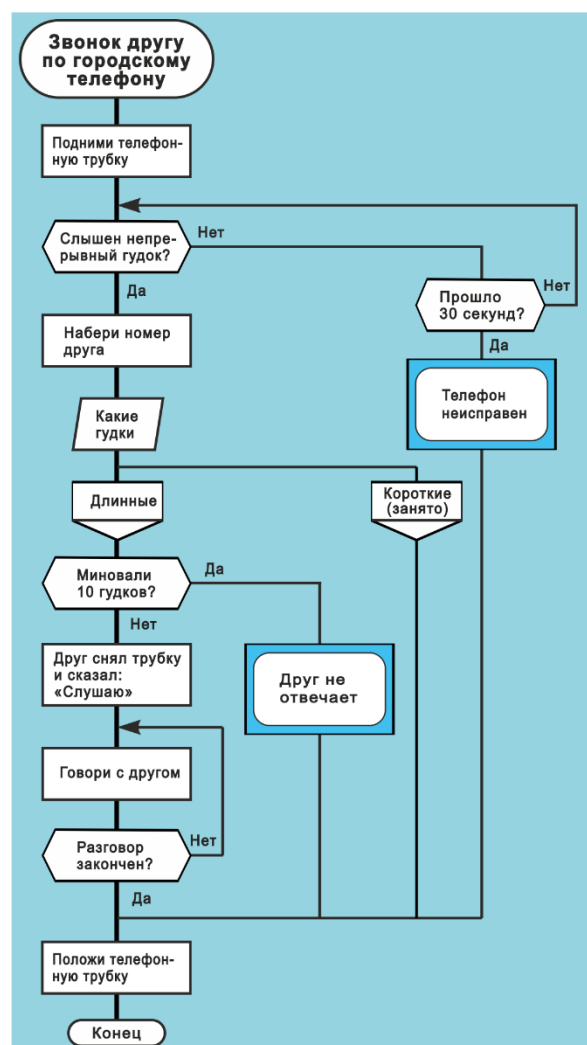 Звонок другу
по городскому
телефону
Подними телефон-
ную трубку
Слышен непре-
рывный гудок?
Нет
Да
Прошло
30 секунд?
Нет
Да
Телефон
неисправен
Набери номер
друга
Какие
гудки
Длинные
Короткие
(занято)
Миновали
10 гудков?
Да
Нет
Друг не
отвечает
Друг снял трубку
и сказал:
«Слушаю»
Говори с другом
Разговор
закончен?
Нет
Да
Положи телефон-
ную трубку
Конец